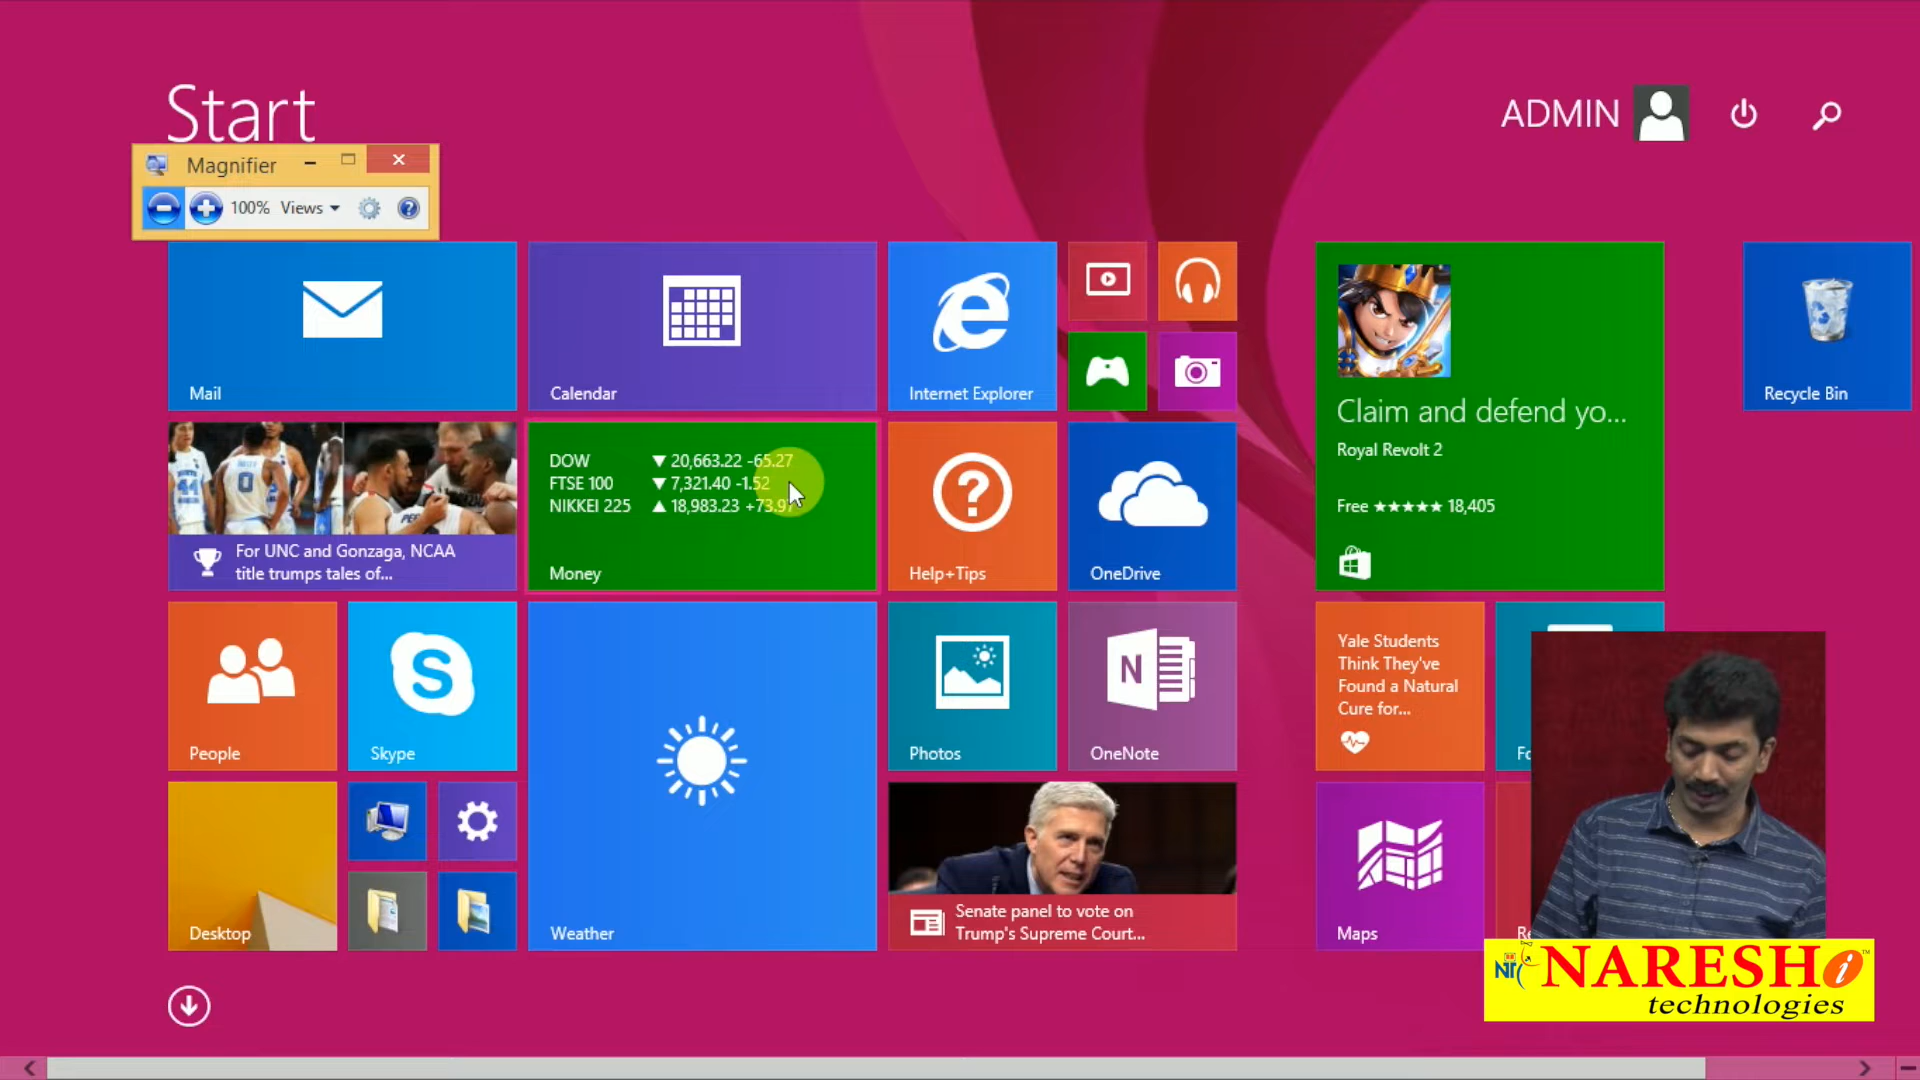 Start
ADMIN
Magnifier
100% Views
Mail
Calendar
Internet Explorer
Claim and defend yo...
Royal Revolt 2
Free ★★★★★ 18,405
Recycle Bin
For UNC and Gonzaga, NCAA
title trumps tales of...
DOW ▼ 20,663.22 -65.27
FTSE 100 ▼ 7,321.40 -1.52
NIKKEI 225 ▲ 18,983.23 +73.97
Money
Help+Tips
OneDrive
People
Skype
Weather
Photos
OneNote
Yale Students
Think They've
Found a Natural
Cure for...
Desktop
Senate panel to vote on
Trump's Supreme Court...
Maps
NARESH i
technologies